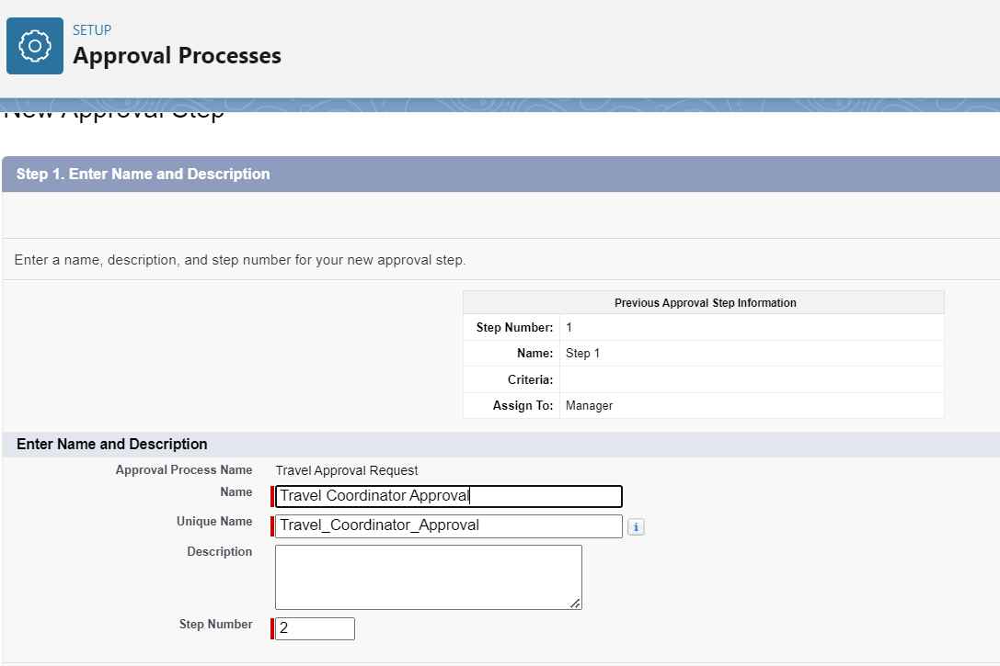 SETUP
Approval Processes
New Approval Step
Step 1. Enter Name and Description
Enter a name, description, and step number for your new approval step.
Previous Approval Step Information
Step Number: 1
Name: Step 1
Criteria:
Assign To: Manager
Enter Name and Description
Approval Process Name Travel Approval Request
Name Travel Coordinator Approval
Unique Name Travel_Coordinator_Approval i
Description
Step Number 2